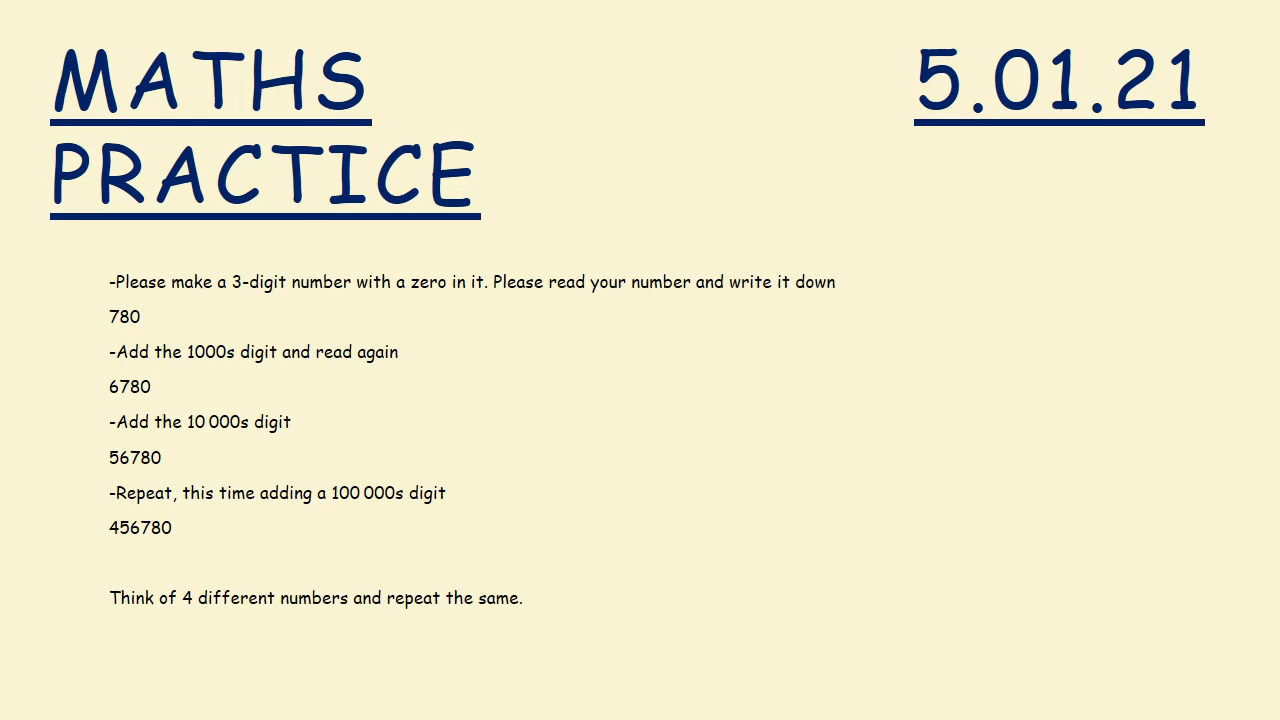 MATHS
PRACTICE
5.01.21
-Please make a 3-digit number with a zero in it. Please read your number and write it down
780
-Add the 1000s digit and read again
6780
-Add the 10 000s digit
56780
-Repeat, this time adding a 100 000s digit
456780
Think of 4 different numbers and repeat the same.